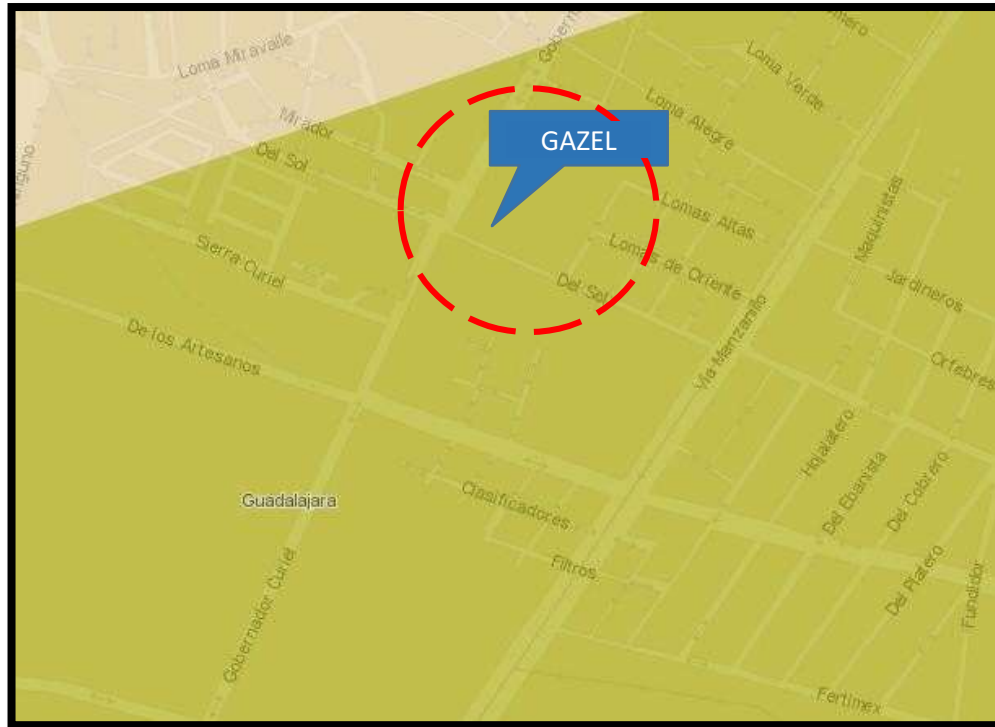 Loma Miravalle
Mirador
Del Sol
GAZEL
Loma Verde
Loma Alegre
Lomas Altas
Lomas de Oriente
Del Sol
Maquinistas
Jardineros
Orfebres
Sierra Curiel
De los Artesanos
Via Manzanillo
Guadalajara
Clasificadores
Filtros
Hojalatero
Del Ebanista
Del Cobrero
Del Platero
Fundidor
Gobernador Curiel
Fertimex